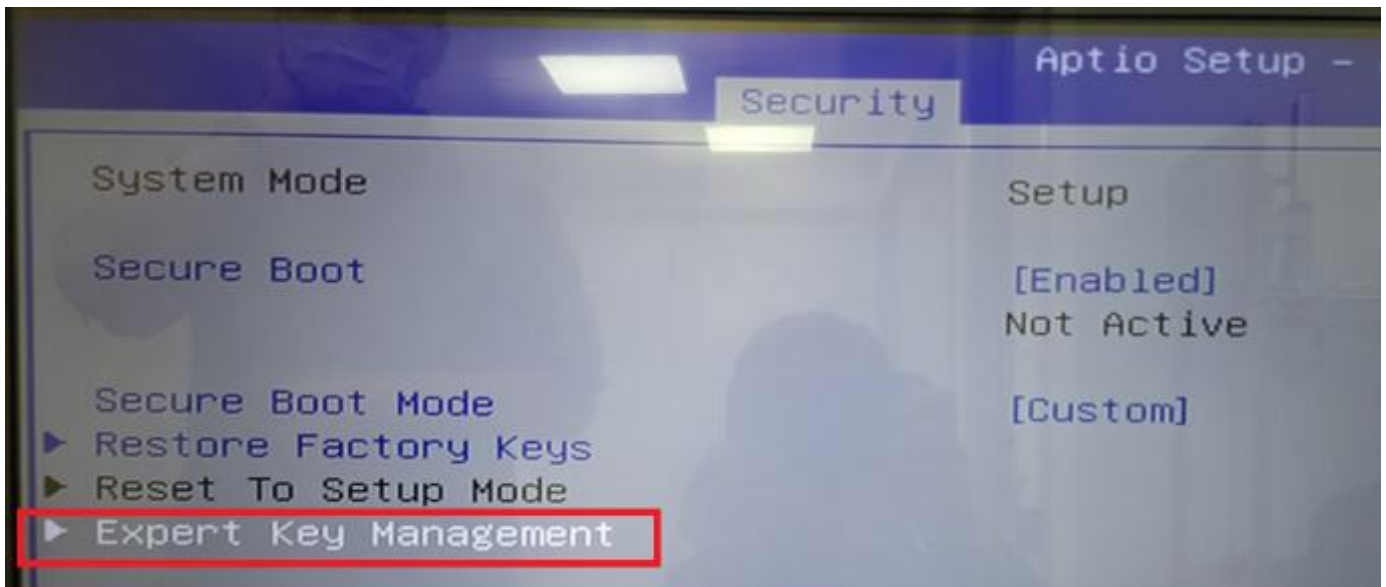 Aptio Setup –
Security
System Mode Setup
Secure Boot [Enabled]
Not Active
Secure Boot Mode [Custom]
► Restore Factory Keys
► Reset To Setup Mode
► Expert Key Management